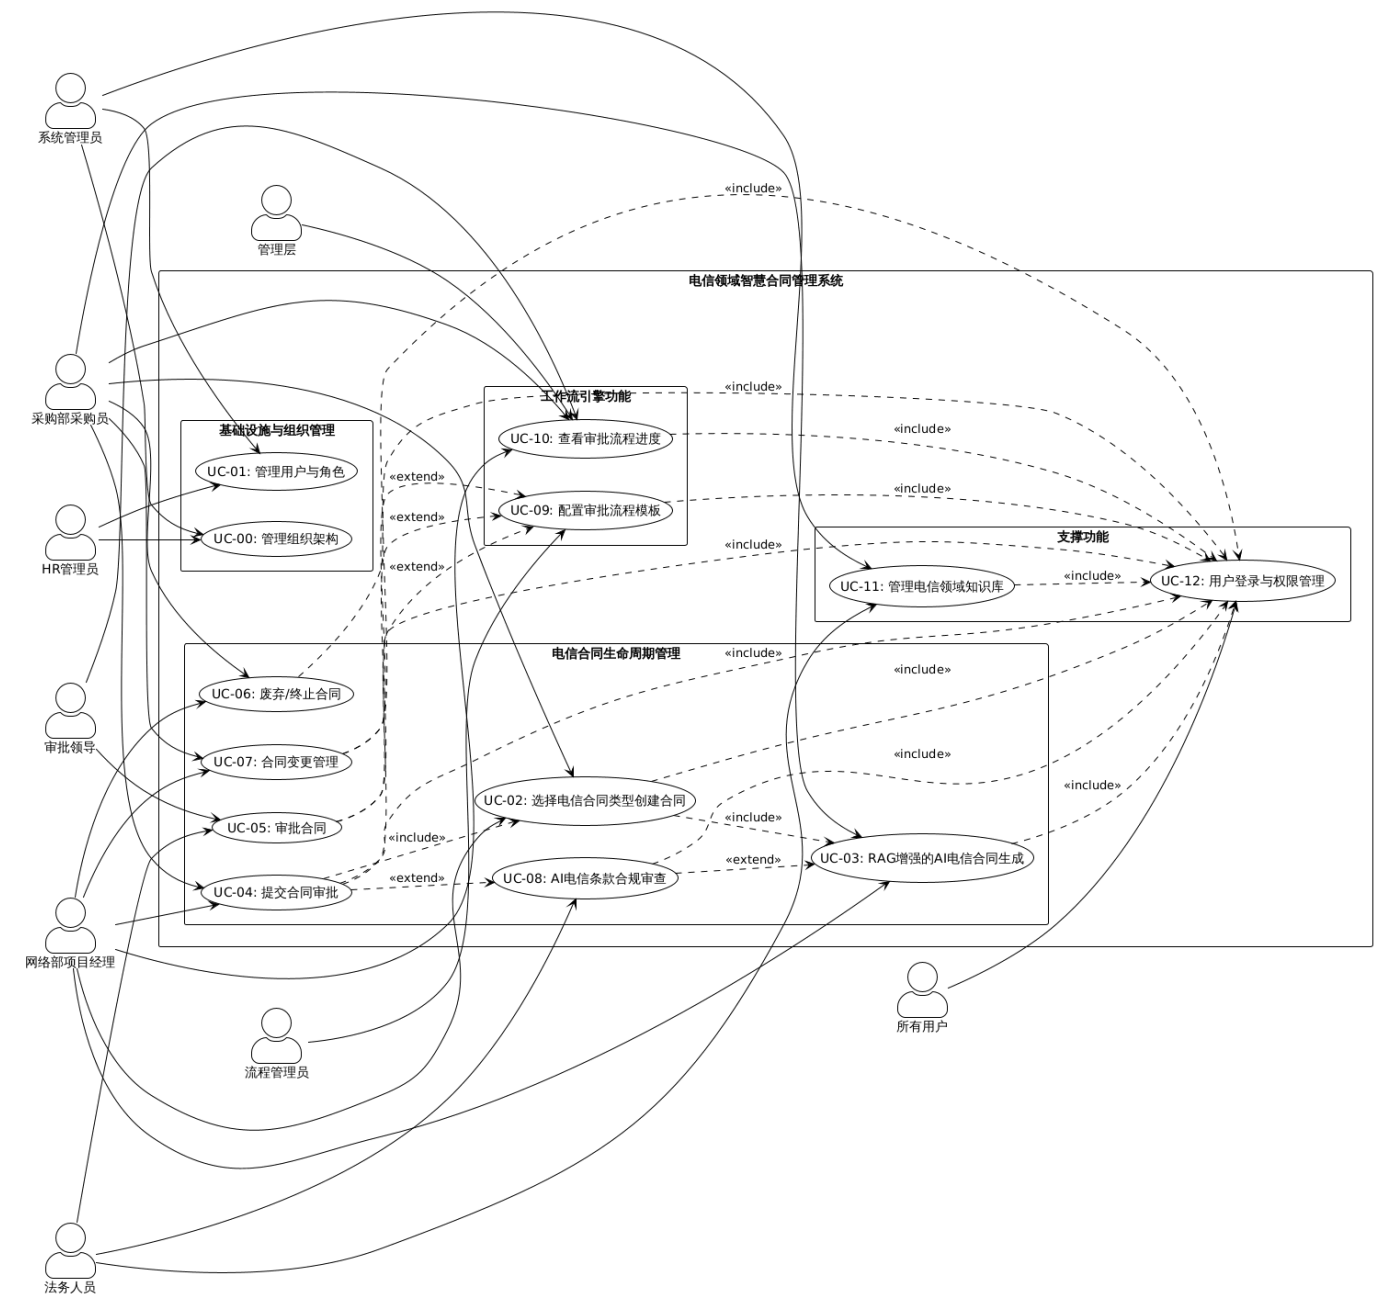 系统管理员
«include»
管理层
电信领域智慧合同管理系统
采购部采购员
«include»
工作流引擎功能
基础设施与组织管理
«include»
UC-10: 查看审批流程进度
UC-01: 管理用户与角色
«extend»
«include»
UC-09: 配置审批流程模板
«extend»
HR管理员
UC-00: 管理组织架构
支撑功能
«include»
«extend»
«include»
UC-11: 管理电信领域知识库
UC-12: 用户登录与权限管理
电信合同生命周期管理
«include»
«include»
UC-06: 废弃/终止合同
审批领导
UC-07: 合同变更管理
«include»
«include»
UC-02: 选择电信合同类型创建合同
«include»
UC-05: 审批合同
«include»
UC-03: RAG增强的AI电信合同生成
«extend»
UC-08: AI电信条款合规审查
«extend»
UC-04: 提交合同审批
网络部项目经理
所有用户
流程管理员
法务人员